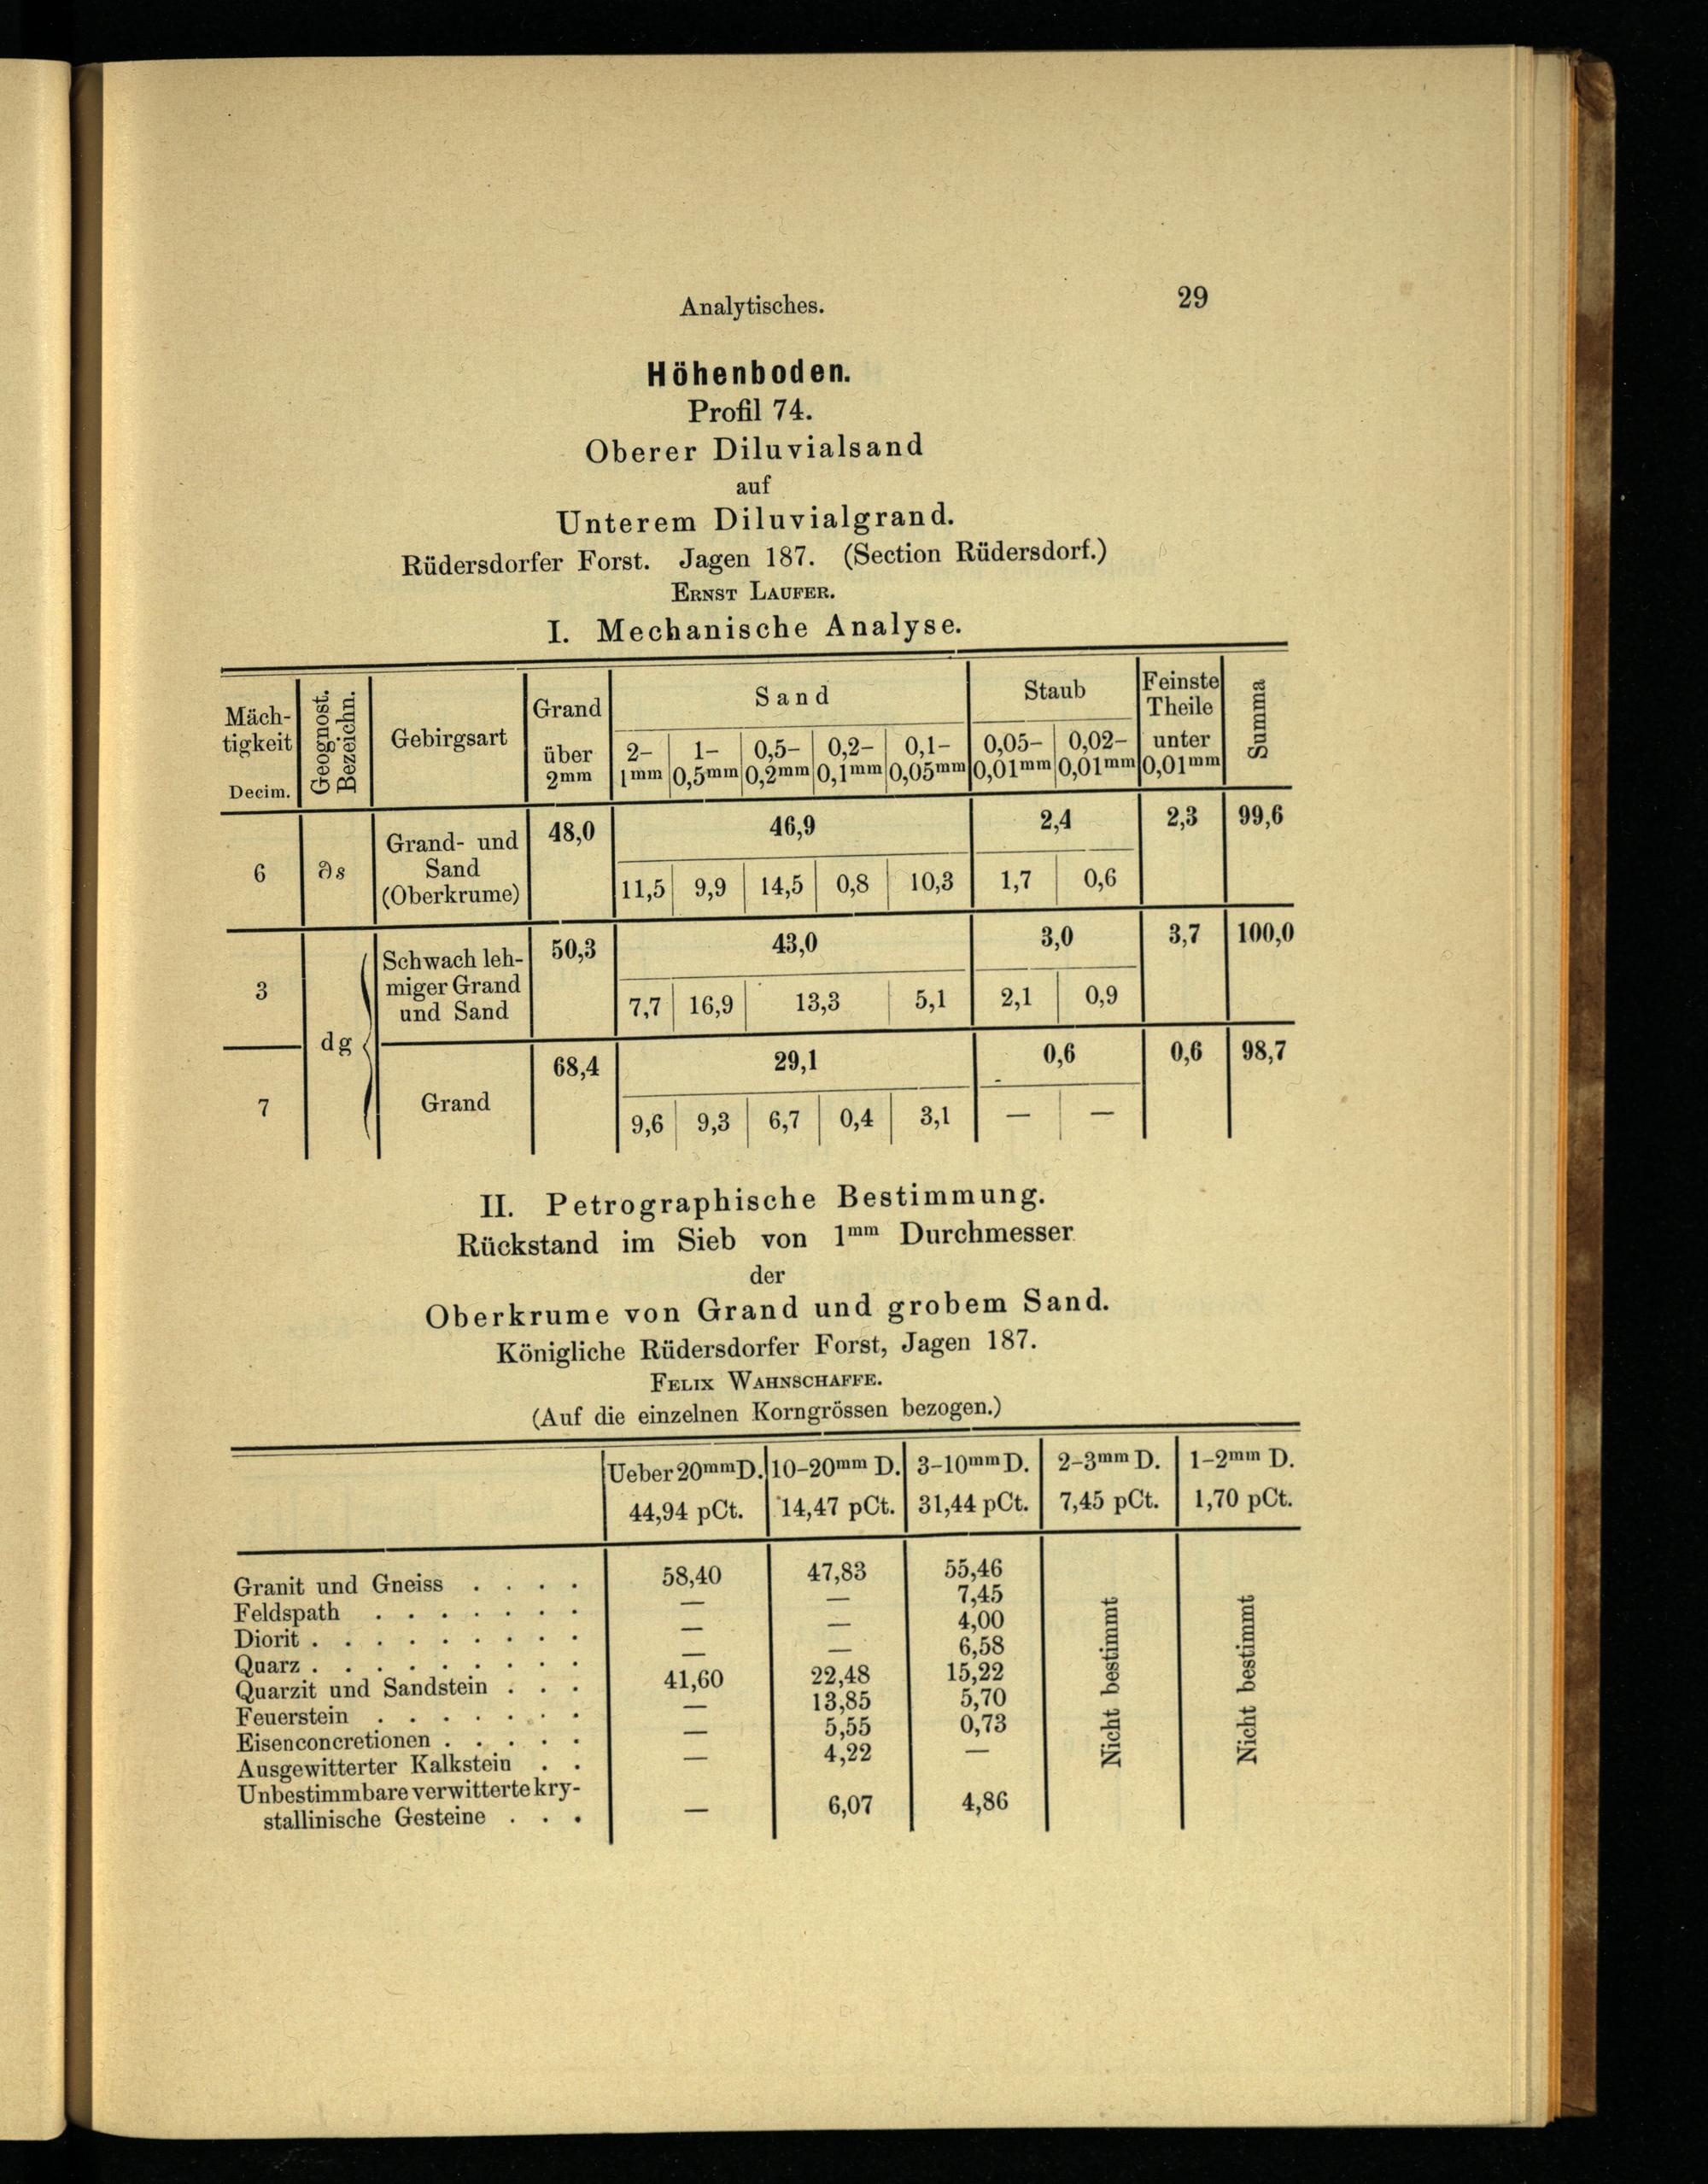 Analytisches. 29
Höhenboden.
Profil 74.
Oberer Diluvialsand
auf
Unterem Diluvialgrand.
Rüdersdorfer Forst. Jagen 187. (Section Rüdersdorf.)
ERNST LAUFER.
I. Mechanische Analyse.
Mäch-
tigkeit
Decim.
Geognost.
Bezeichn.
Gebirgsart
Grand
über
2mm
Sand
2– 1– 0,5– 0,2– 0,1–
1mm 0,5mm 0,2mm 0,1mm 0,05mm
Staub
0,05– 0,02–
0,01mm 0,01mm
Feinste
Theile
unter
0,01mm
Summa
6 ∂s
Grand- und
Sand
(Oberkrume)
48,0 46,9 2,4 2,3 99,6
11,5 9,9 14,5 0,8 10,3 1,7 0,6
3
Schwach leh-
miger Grand
und Sand
50,3 43,0 3,0 3,7 100,0
7,7 16,9 13,3 5,1 2,1 0,9
dg
7 Grand
68,4 29,1 0,6 0,6 98,7
9,6 9,3 6,7 0,4 3,1 — —
II. Petrographische Bestimmung.
Rückstand im Sieb von 1mm Durchmesser
der
Oberkrume von Grand und grobem Sand.
Königliche Rüdersdorfer Forst, Jagen 187.
FELIX WAHNSCHAFFE.
(Auf die einzelnen Korngrössen bezogen.)
Ueber 20mm D. 10–20mm D. 3–10mm D. 2–3mm D. 1–2mm D.
44,94 pCt. 14,47 pCt. 31,44 pCt. 7,45 pCt. 1,70 pCt.
Granit und Gneiss . . . . 58,40 47,83 55,46
Feldspath . . . . . . . — — 7,45
Diorit . . . . . . . . . — — 4,00
Quarz . . . . . . . . . — — 6,58
Quarzit und Sandstein . . . 41,60 22,48 15,22
Feuerstein . . . . . . . — 13,85 5,70
Eisenconcretionen . . . . . — 5,55 0,73
Ausgewitterter Kalkstein . . — 4,22 —
Unbestimmbare verwitterte kry-
stallinische Gesteine . . . — 6,07 4,86
Nicht bestimmt
Nicht bestimmt